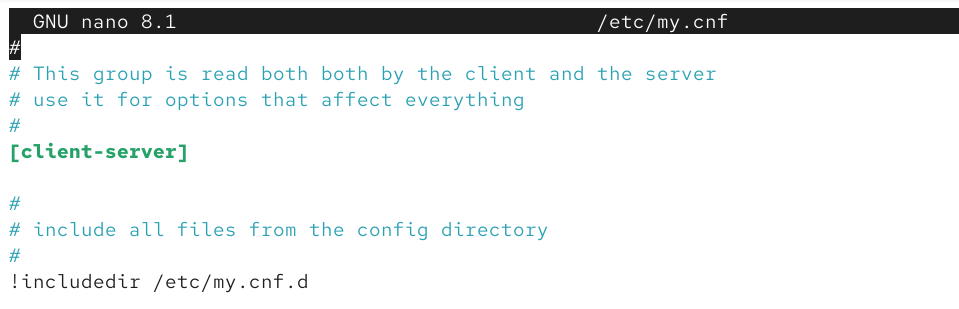 GNU nano 8.1 /etc/my.cnf
#
# This group is read both both by the client and the server
# use it for options that affect everything
#
[client-server]
#
# include all files from the config directory
#
!includedir /etc/my.cnf.d